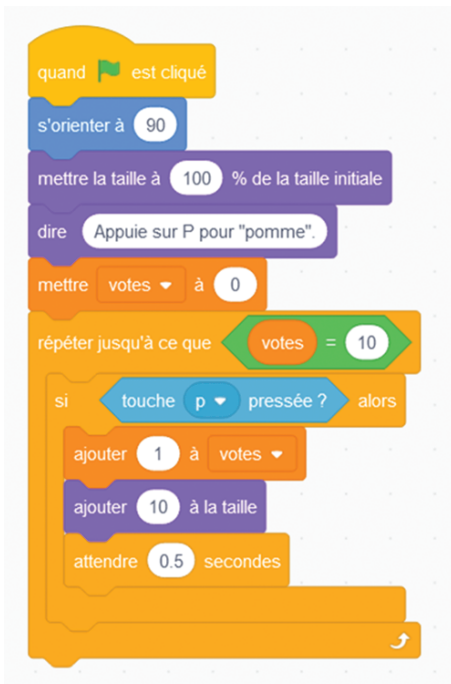 quand est cliqué
s'orienter à 90
mettre la taille à 100 % de la taille initiale
dire Appuie sur P pour "pomme".
mettre votes à 0
répéter jusqu'à ce que votes = 10
si touche p pressée ? alors
ajouter 1 à votes
ajouter 10 à la taille
attendre 0.5 secondes